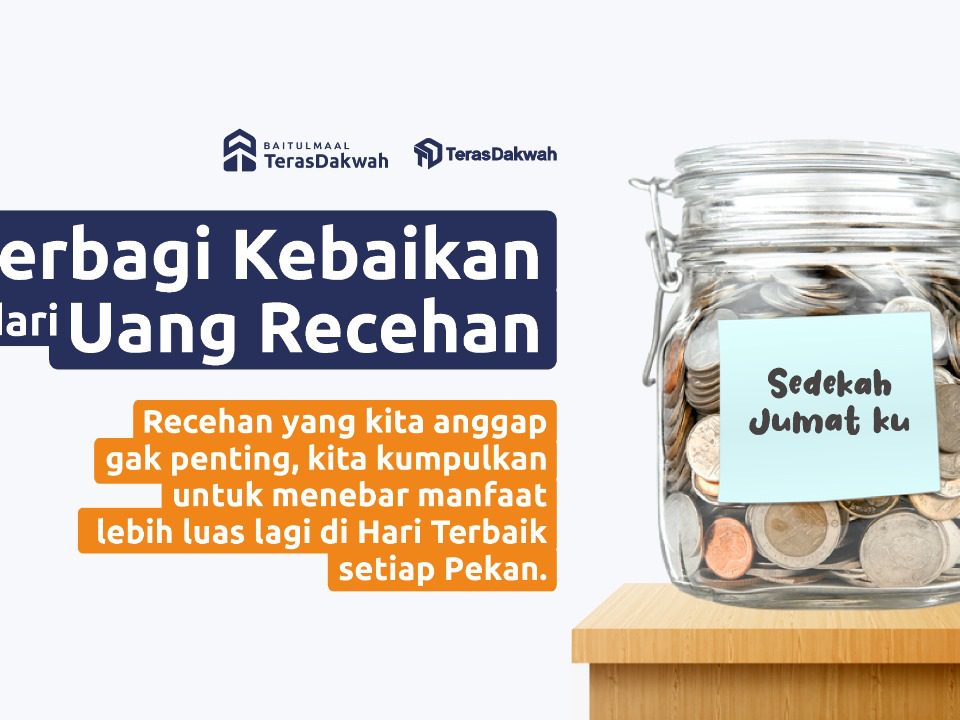 BAITULMAAL
TerasDakwah
TerasDakwah
erbagi Kebaikan
dari Uang Recehan
Recehan yang kita anggap
gak penting, kita kumpulkan
untuk menebar manfaat
lebih luas lagi di Hari Terbaik
setiap Pekan.
Sedekah
Jumat ku